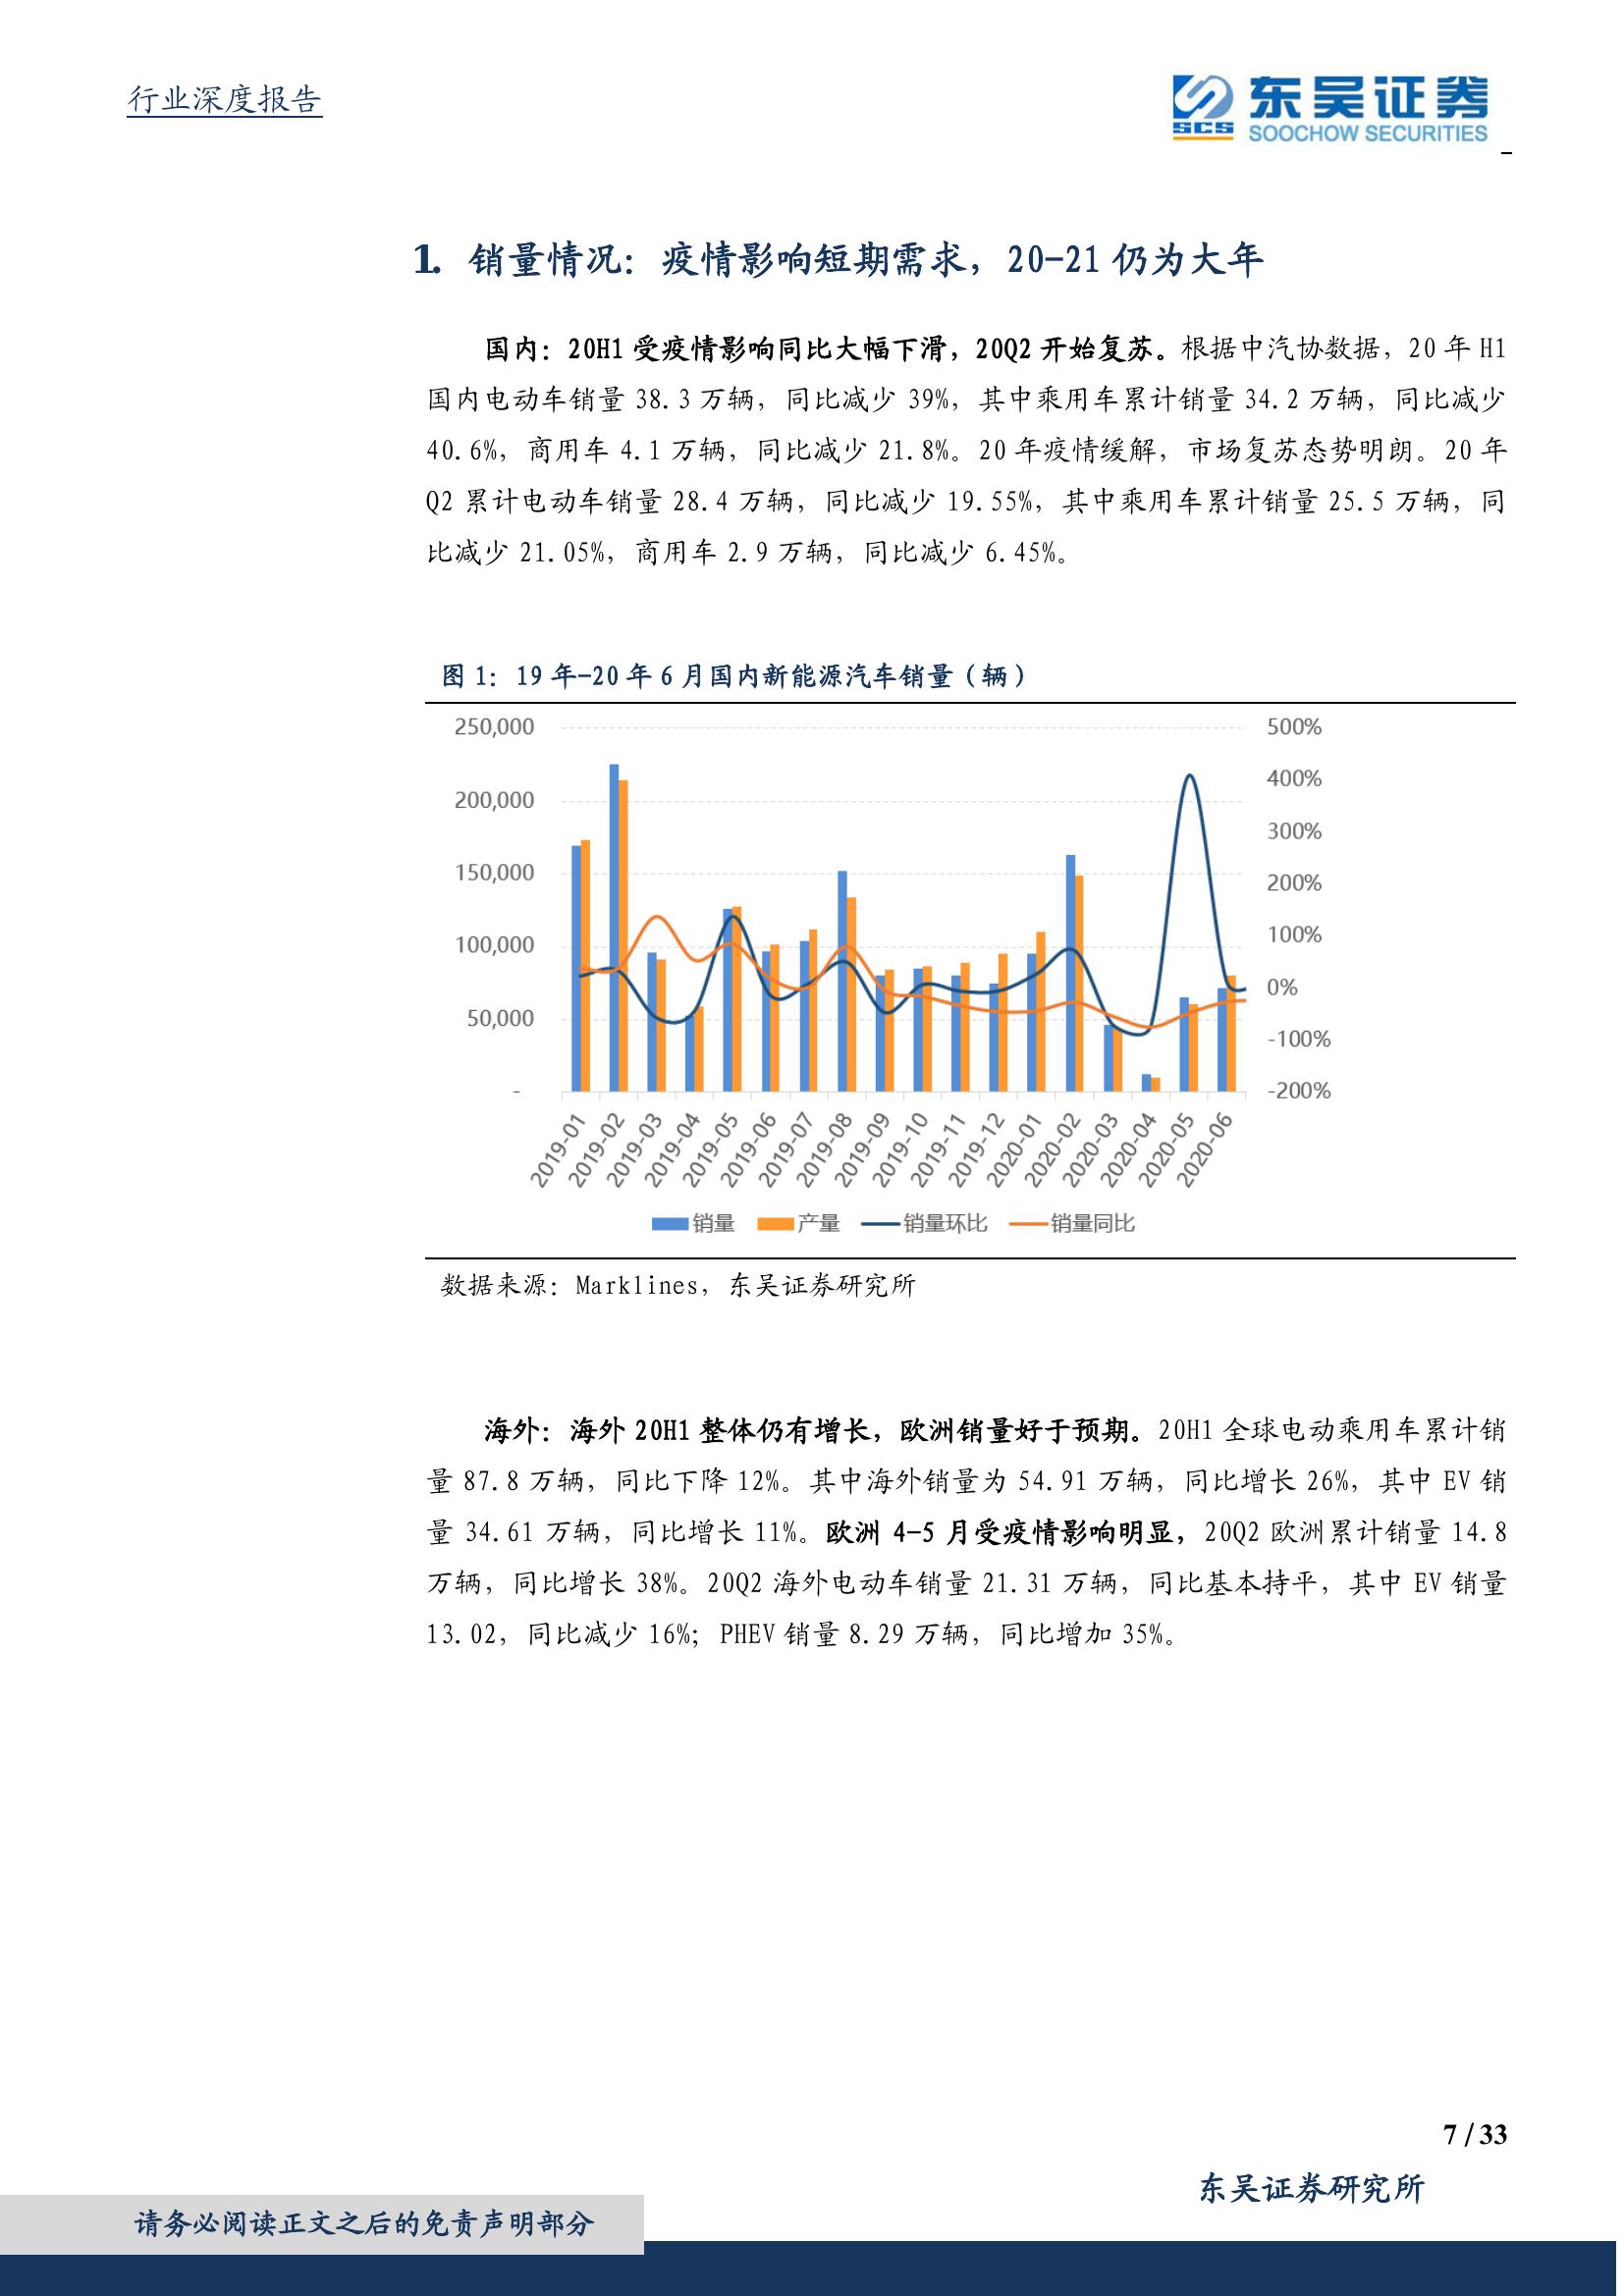 行业深度报告
SCS 东吴证券
SOOCHOW SECURITIES
1. 销量情况：疫情影响短期需求，20-21 仍为大年
国内：20H1 受疫情影响同比大幅下滑，20Q2 开始复苏。根据中汽协数据，20 年 H1
国内电动车销量 38.3 万辆，同比减少 39%，其中乘用车累计销量 34.2 万辆，同比减少
40.6%，商用车 4.1 万辆，同比减少 21.8%。20 年疫情缓解，市场复苏态势明朗。20 年
Q2 累计电动车销量 28.4 万辆，同比减少 19.55%，其中乘用车累计销量 25.5 万辆，同
比减少 21.05%，商用车 2.9 万辆，同比减少 6.45%。
图 1：19 年-20 年 6 月国内新能源汽车销量（辆）
250,000 500%
400%
200,000
300%
150,000
200%
100,000 100%
0%
50,000
-100%
- -200%
2019-01 2019-02 2019-03 2019-04 2019-05 2019-06 2019-07 2019-08 2019-09 2019-10 2019-11 2019-12 2020-01 2020-02 2020-03 2020-04 2020-05 2020-06
销量 产量 销量环比 销量同比
数据来源：Marklines，东吴证券研究所
海外：海外 20H1 整体仍有增长，欧洲销量好于预期。20H1 全球电动乘用车累计销
量 87.8 万辆，同比下降 12%。其中海外销量为 54.91 万辆，同比增长 26%，其中 EV 销
量 34.61 万辆，同比增长 11%。欧洲 4-5 月受疫情影响明显，20Q2 欧洲累计销量 14.8
万辆，同比增长 38%。20Q2 海外电动车销量 21.31 万辆，同比基本持平，其中 EV 销量
13.02，同比减少 16%；PHEV 销量 8.29 万辆，同比增加 35%。
7 / 33
东吴证券研究所
请务必阅读正文之后的免责声明部分